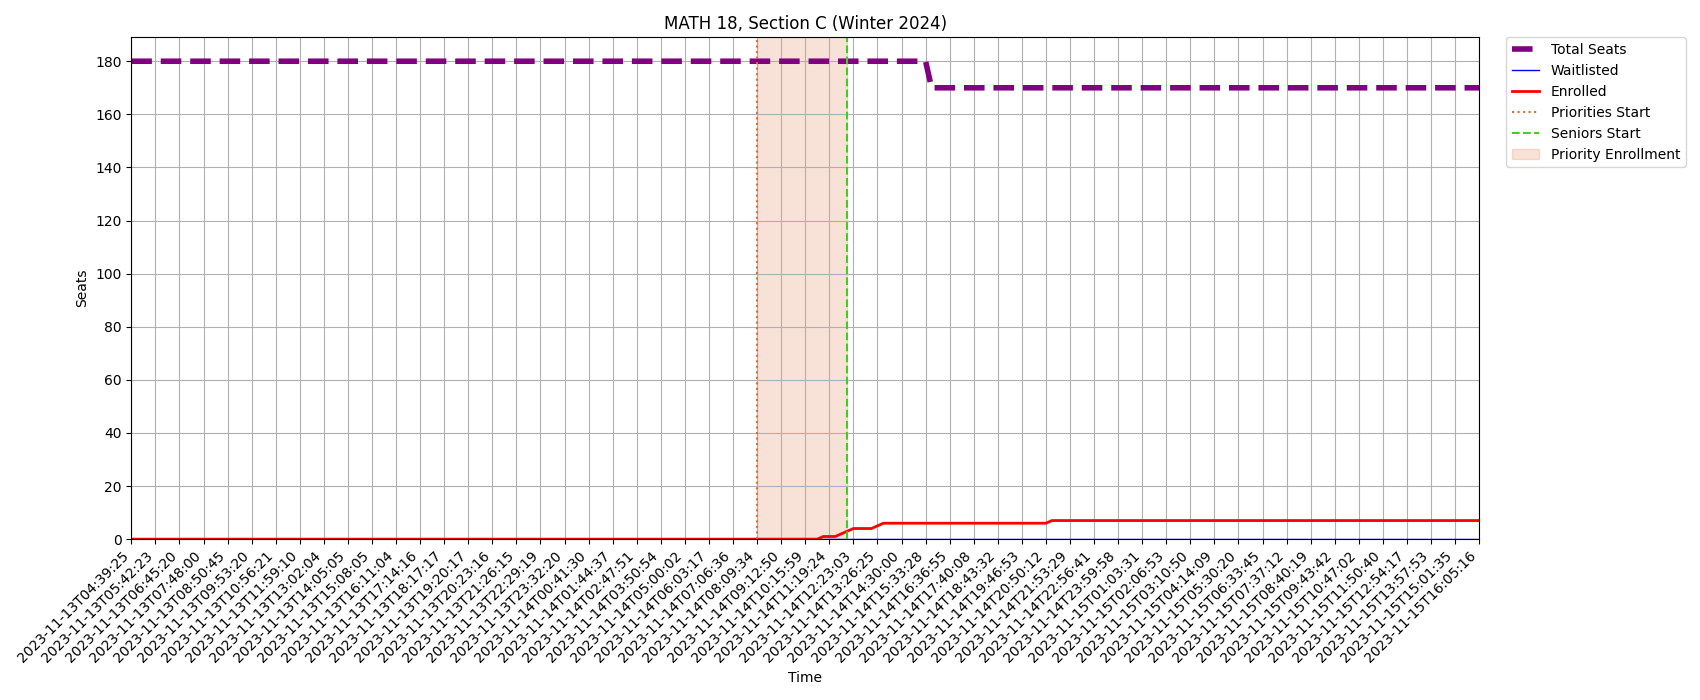 MATH 18, Section C (Winter 2024)
Total Seats
Waitlisted
Enrolled
Priorities Start
Seniors Start
Priority Enrollment
Seats
180
160
140
120
100
80
60
40
20
0
2023-11-13T04:39:25
2023-11-13T05:42:23
2023-11-13T06:45:20
2023-11-13T07:48:00
2023-11-13T08:50:45
2023-11-13T09:53:20
2023-11-13T10:56:21
2023-11-13T11:59:10
2023-11-13T13:02:04
2023-11-13T14:05:05
2023-11-13T15:08:05
2023-11-13T16:11:04
2023-11-13T17:14:16
2023-11-13T18:17:17
2023-11-13T19:20:17
2023-11-13T20:23:16
2023-11-13T21:26:15
2023-11-13T22:29:19
2023-11-13T23:32:20
2023-11-14T00:41:30
2023-11-14T01:44:37
2023-11-14T02:47:51
2023-11-14T03:50:54
2023-11-14T05:00:02
2023-11-14T06:03:17
2023-11-14T07:06:36
2023-11-14T08:09:34
2023-11-14T09:12:50
2023-11-14T10:15:59
2023-11-14T11:19:24
2023-11-14T12:23:03
2023-11-14T13:26:25
2023-11-14T14:30:00
2023-11-14T15:33:28
2023-11-14T16:36:55
2023-11-14T17:40:08
2023-11-14T18:43:32
2023-11-14T19:46:53
2023-11-14T20:50:12
2023-11-14T21:53:29
2023-11-14T22:56:41
2023-11-14T23:59:58
2023-11-15T01:03:31
2023-11-15T02:06:53
2023-11-15T03:10:50
2023-11-15T04:14:09
2023-11-15T05:30:20
2023-11-15T06:33:45
2023-11-15T07:37:12
2023-11-15T08:40:19
2023-11-15T09:43:42
2023-11-15T10:47:02
2023-11-15T11:50:40
2023-11-15T12:54:17
2023-11-15T13:57:53
2023-11-15T15:01:35
2023-11-15T16:05:16
Time